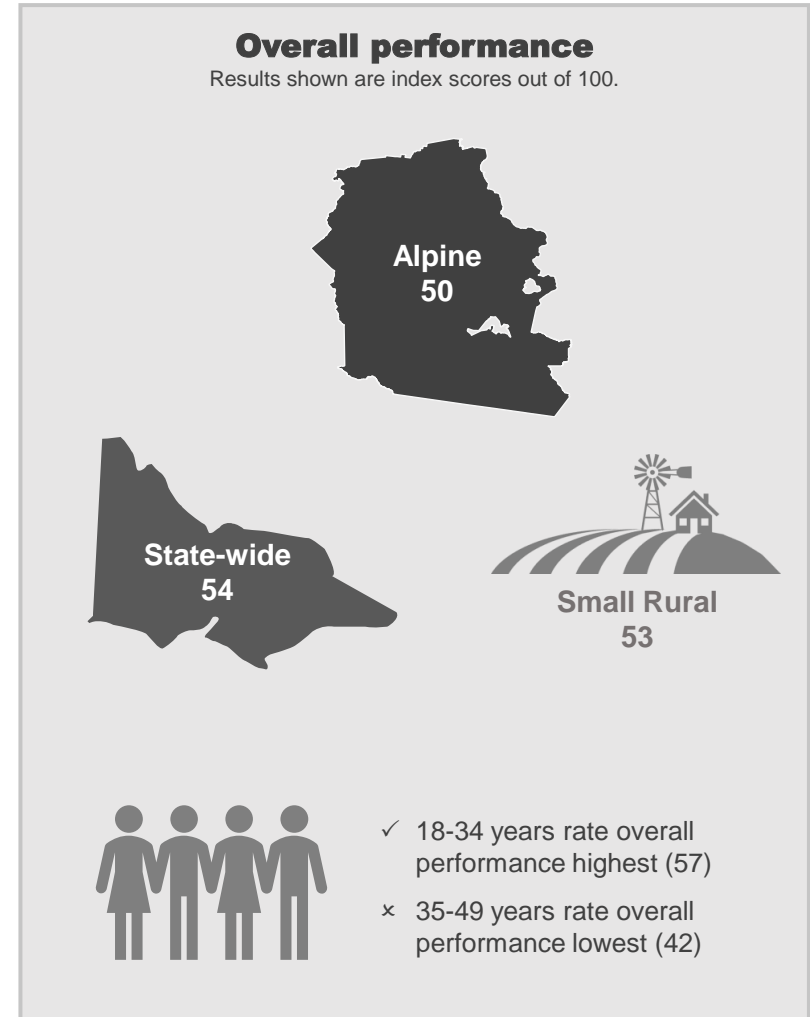 Overall performance
Results shown are index scores out of 100.
Alpine
50
State-wide
54
Small Rural
53
✓ 18-34 years rate overall
performance highest (57)
× 35-49 years rate overall
performance lowest (42)